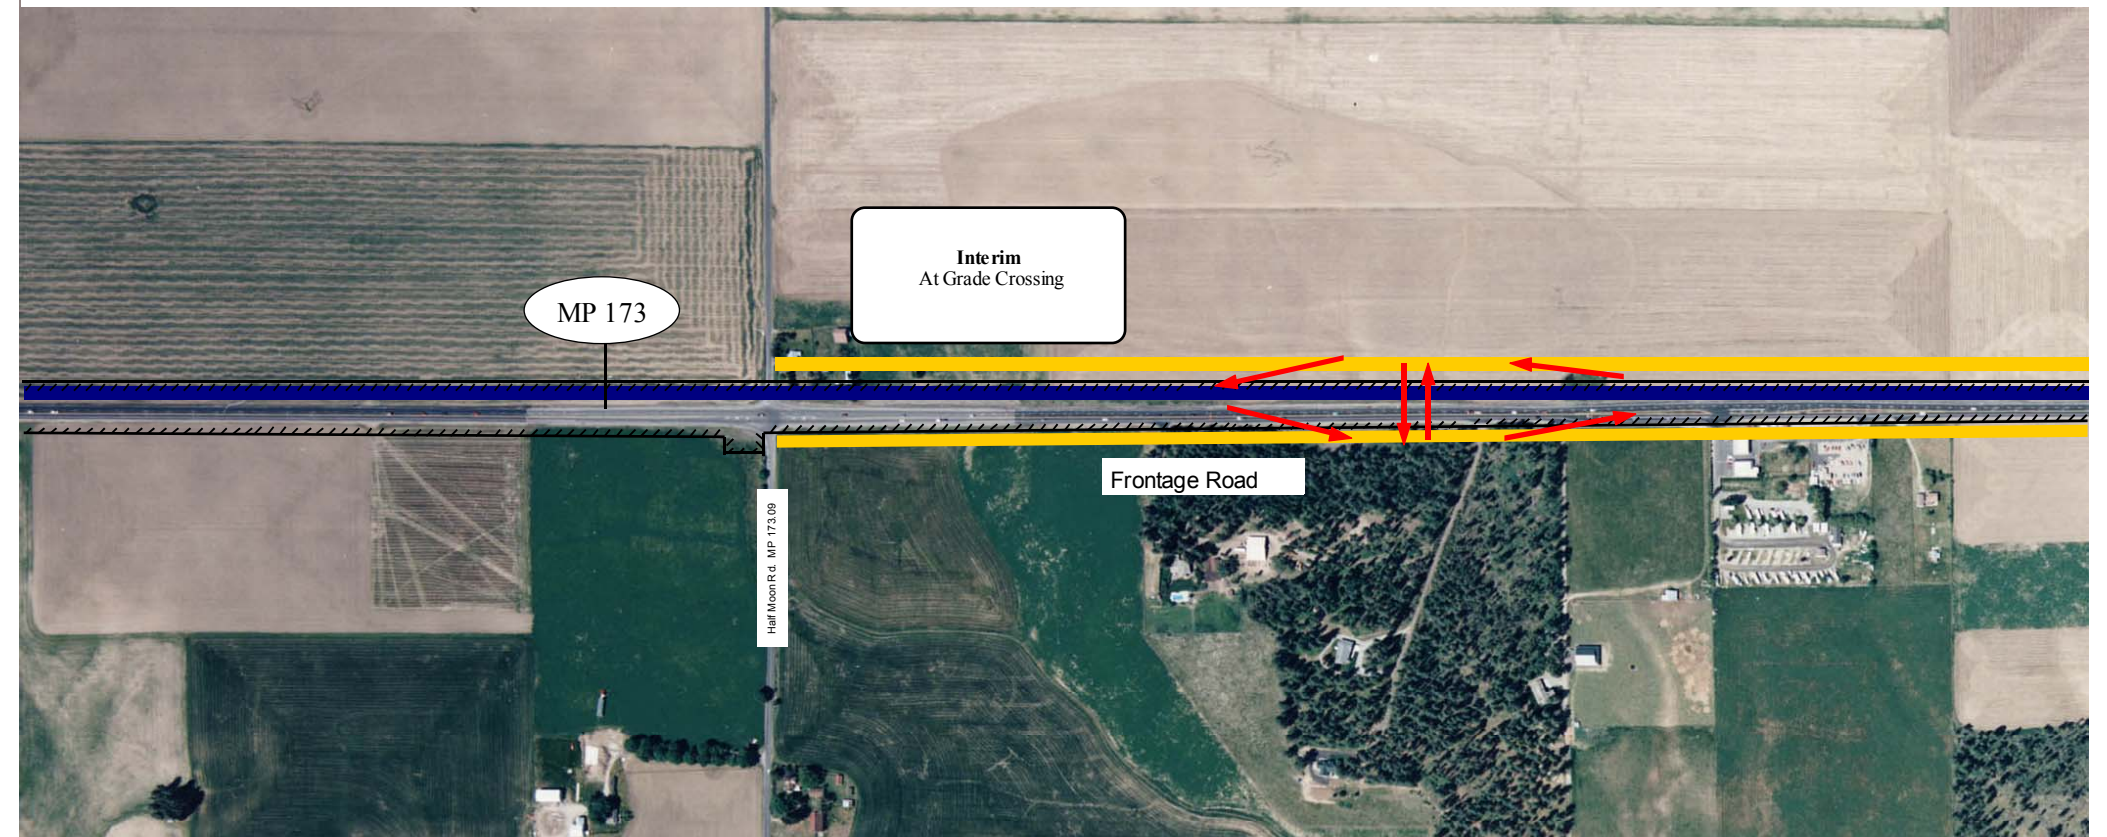 Interim
At Grade Crossing
MP 173
Frontage Road
Half Moon Rd. MP 173.09